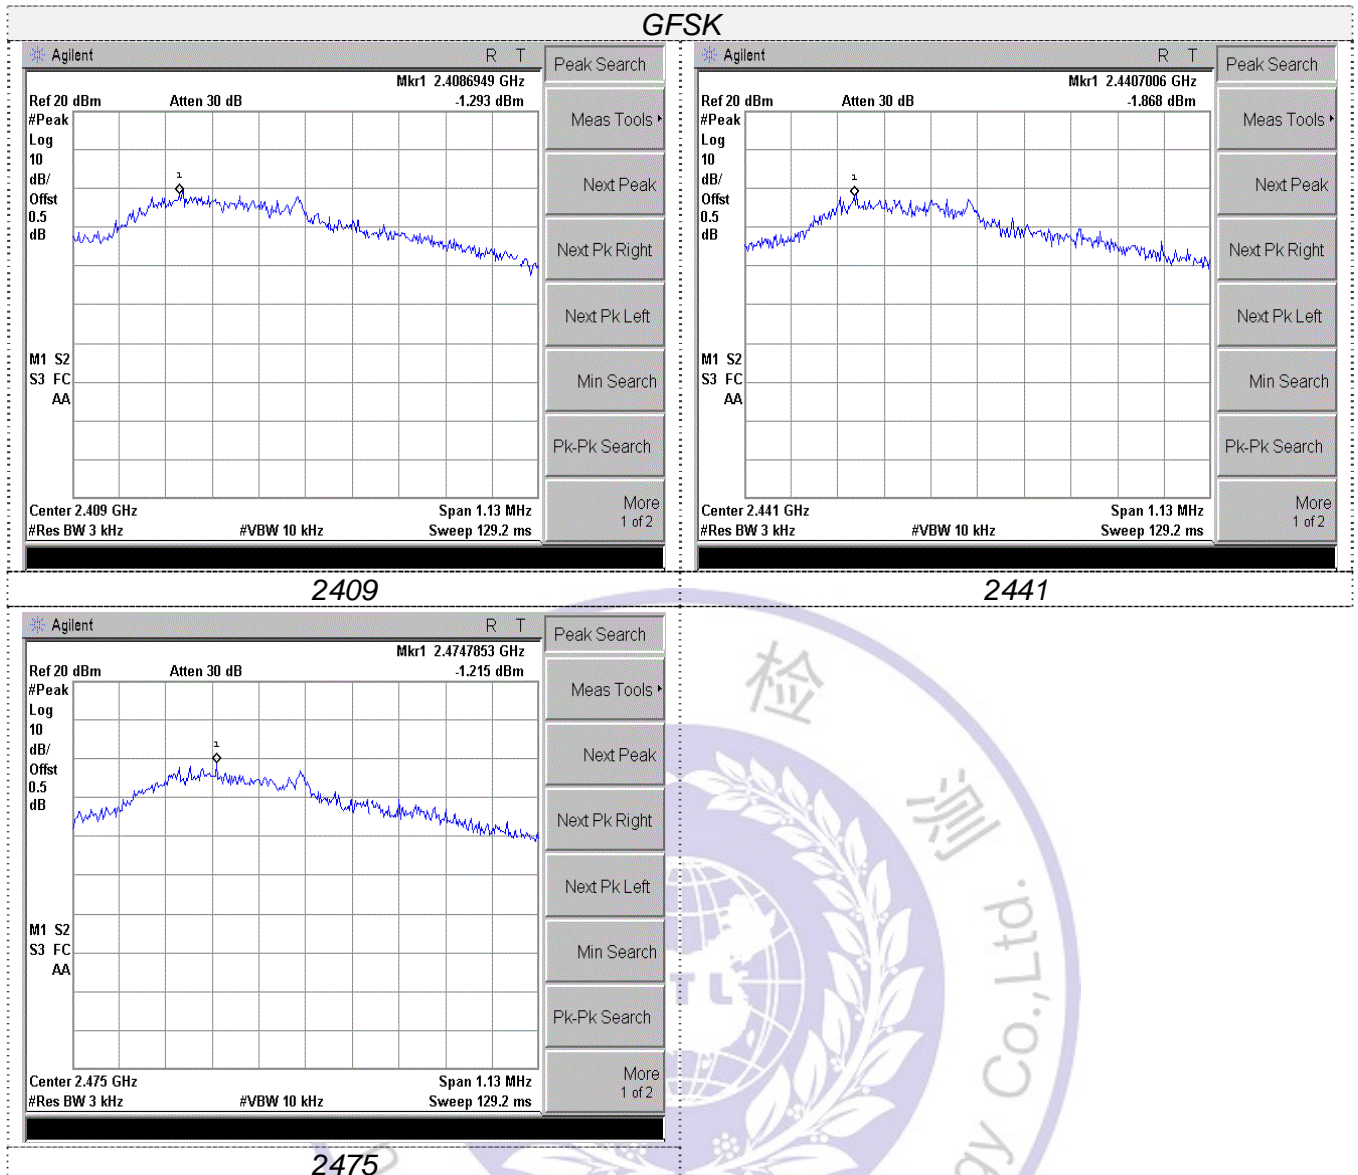 GFSK
Agilent R T
Peak Search
Mkr1 2.4086949 GHz
Ref 20 dBm Atten 30 dB -1.293 dBm
#Peak
Log
10
dB/
Offst
0.5
dB
1
M1 S2
S3 FC
AA
Center 2.409 GHz Span 1.13 MHz
#Res BW 3 kHz #VBW 10 kHz Sweep 129.2 ms
Meas Tools
Next Peak
Next Pk Right
Next Pk Left
Min Search
Pk-Pk Search
More
1 of 2
Agilent R T
Peak Search
Mkr1 2.4407006 GHz
Ref 20 dBm Atten 30 dB -1.868 dBm
#Peak
Log
10
dB/
Offst
0.5
dB
1
M1 S2
S3 FC
AA
Center 2.441 GHz Span 1.13 MHz
#Res BW 3 kHz #VBW 10 kHz Sweep 129.2 ms
Meas Tools
Next Peak
Next Pk Right
Next Pk Left
Min Search
Pk-Pk Search
More
1 of 2
2409 2441
Agilent R T
Peak Search
Mkr1 2.4747853 GHz
Ref 20 dBm Atten 30 dB -1.215 dBm
#Peak
Log
10
dB/
Offst
0.5
dB
1
M1 S2
S3 FC
AA
Center 2.475 GHz Span 1.13 MHz
#Res BW 3 kHz #VBW 10 kHz Sweep 129.2 ms
Meas Tools
Next Peak
Next Pk Right
Next Pk Left
Min Search
Pk-Pk Search
More
1 of 2
2475
检测
Co.,Ltd.